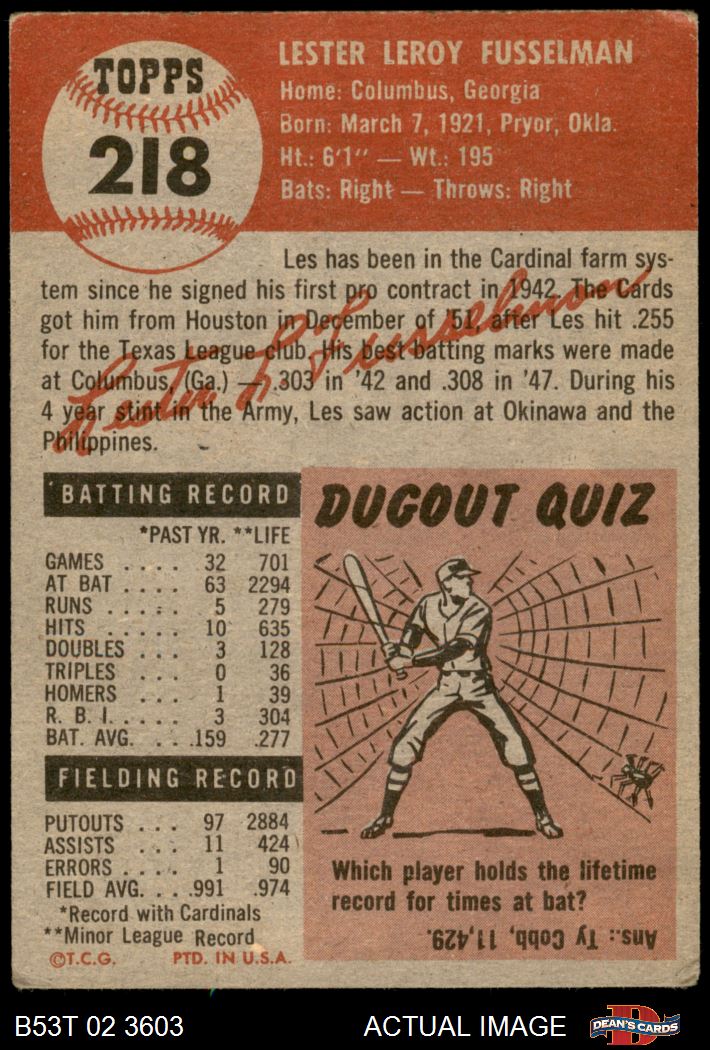 TOPPS
218
LESTER LEROY FUSSELMAN
Home: Columbus, Georgia
Born: March 7, 1921, Pryor, Okla.
Ht.: 6'1" — Wt.: 195
Bats: Right — Throws: Right
Les has been in the Cardinal farm sys-
tem since he signed his first pro contract in 1942. The Cards
got him from Houston in December of '51, after Les hit .255
for the Texas League club. His best batting marks were made
at Columbus, (Ga.) — .303 in '42 and .308 in '47. During his
4 year stint in the Army, Les saw action at Okinawa and the
Philippines.
Lester L Fusselman
BATTING RECORD
*PAST YR. **LIFE
GAMES .... 32 701
AT BAT .... 63 2294
RUNS ..... 5 279
HITS ..... 10 635
DOUBLES ... 3 128
TRIPLES ... 0 36
HOMERS ... 1 39
R. B. I. ..... 3 304
BAT. AVG. ... .159 .277
FIELDING RECORD
PUTOUTS ... 97 2884
ASSISTS ... 11 424
ERRORS .... 1 90
FIELD AVG. .. .991 .974
*Record with Cardinals
**Minor League Record
©T.C.G. PTD. IN U.S.A.
DUGOUT QUIZ
Which player holds the lifetime
record for times at bat?
Ans.: Ty Cobb, 11,429.
B53T 02 3603 ACTUAL IMAGE DEAN'S CARDS